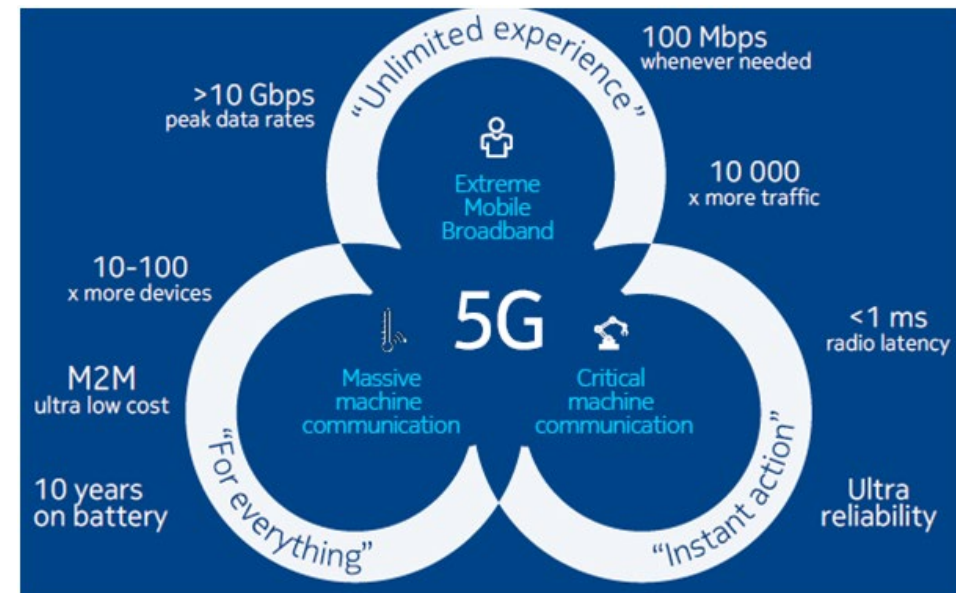 "Unlimited experience"
100 Mbps
whenever needed
>10 Gbps
peak data rates
10 000
x more traffic
Extreme
Mobile
Broadband
10-100
x more devices
5G
<1 ms
radio latency
M2M
ultra low cost
Massive
machine
communication
Critical
machine
communication
"For everything"
"Instant action"
10 years
on battery
Ultra
reliability